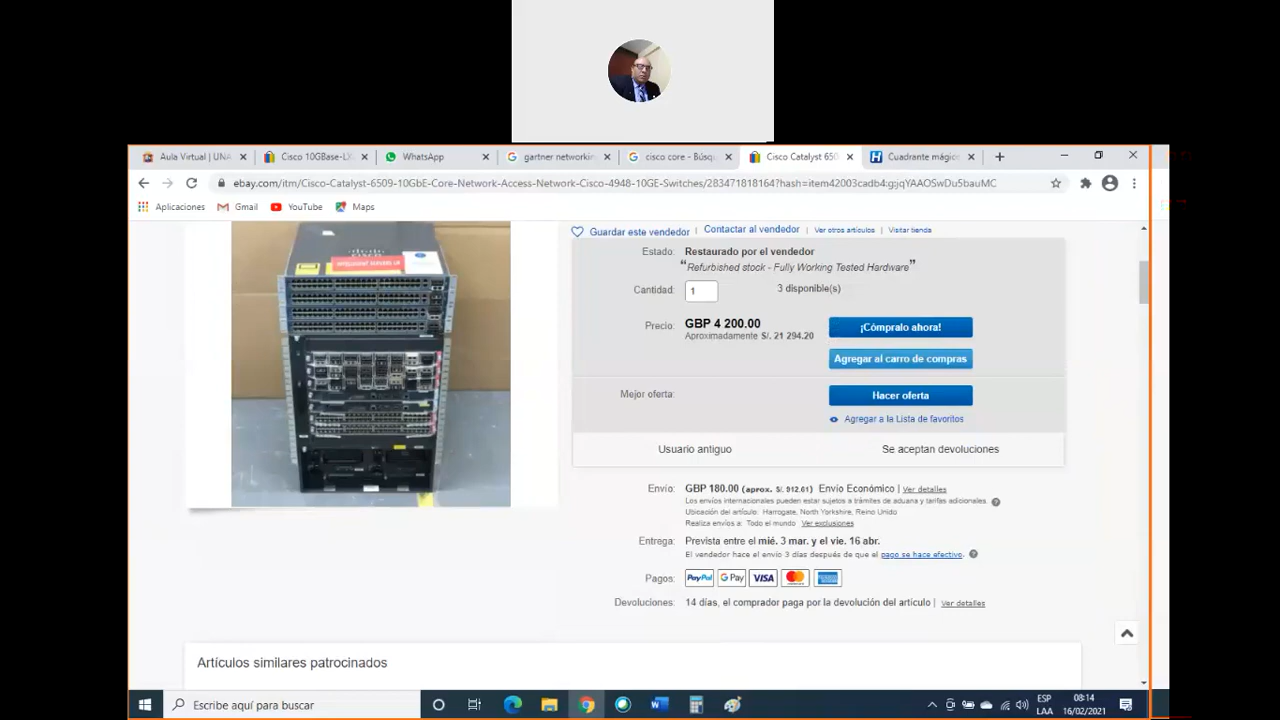 Aula Virtual | UNA
Cisco 10GBase-LX
WhatsApp
gartner networking
cisco core - Búsqu
Cisco Catalyst 650
Cuadrante mágico
ebay.com/itm/Cisco-Catalyst-6509-10GbE-Core-Network-Access-Network-Cisco-4948-10GE-Switches/283471818164?hash=item42003cadb4:g:jqYAAOSwDu5bauMC
Aplicaciones
Gmail
YouTube
Maps
Guardar este vendedor
Contactar al vendedor
Ver otros artículos
Visitar tienda
Estado: Restaurado por el vendedor
“Refurbished stock - Fully Working Tested Hardware”
Cantidad: 1 3 disponible(s)
Precio: GBP 4 200.00
Aproximadamente S/. 21 294.20
¡Cómpralo ahora!
Agregar al carro de compras
Mejor oferta:
Hacer oferta
Agregar a la Lista de favoritos
Usuario antiguo
Se aceptan devoluciones
Envío: GBP 180.00 (aprox. S/. 912.61) Envío Económico | Ver detalles
Los envíos internacionales pueden estar sujetos a trámites de aduana y tarifas adicionales.
Ubicación del artículo: Harrogate, North Yorkshire, Reino Unido
Realiza envíos a: Todo el mundo Ver exclusiones
Entrega: Prevista entre el mié. 3 mar. y el vie. 16 abr.
El vendedor hace el envío 3 días después de que el pago se hace efectivo.
Pagos: PayPal G Pay VISA
Devoluciones: 14 días, el comprador paga por la devolución del artículo | Ver detalles
Artículos similares patrocinados
Escribe aquí para buscar
ESP
LAA
08:14
16/02/2021